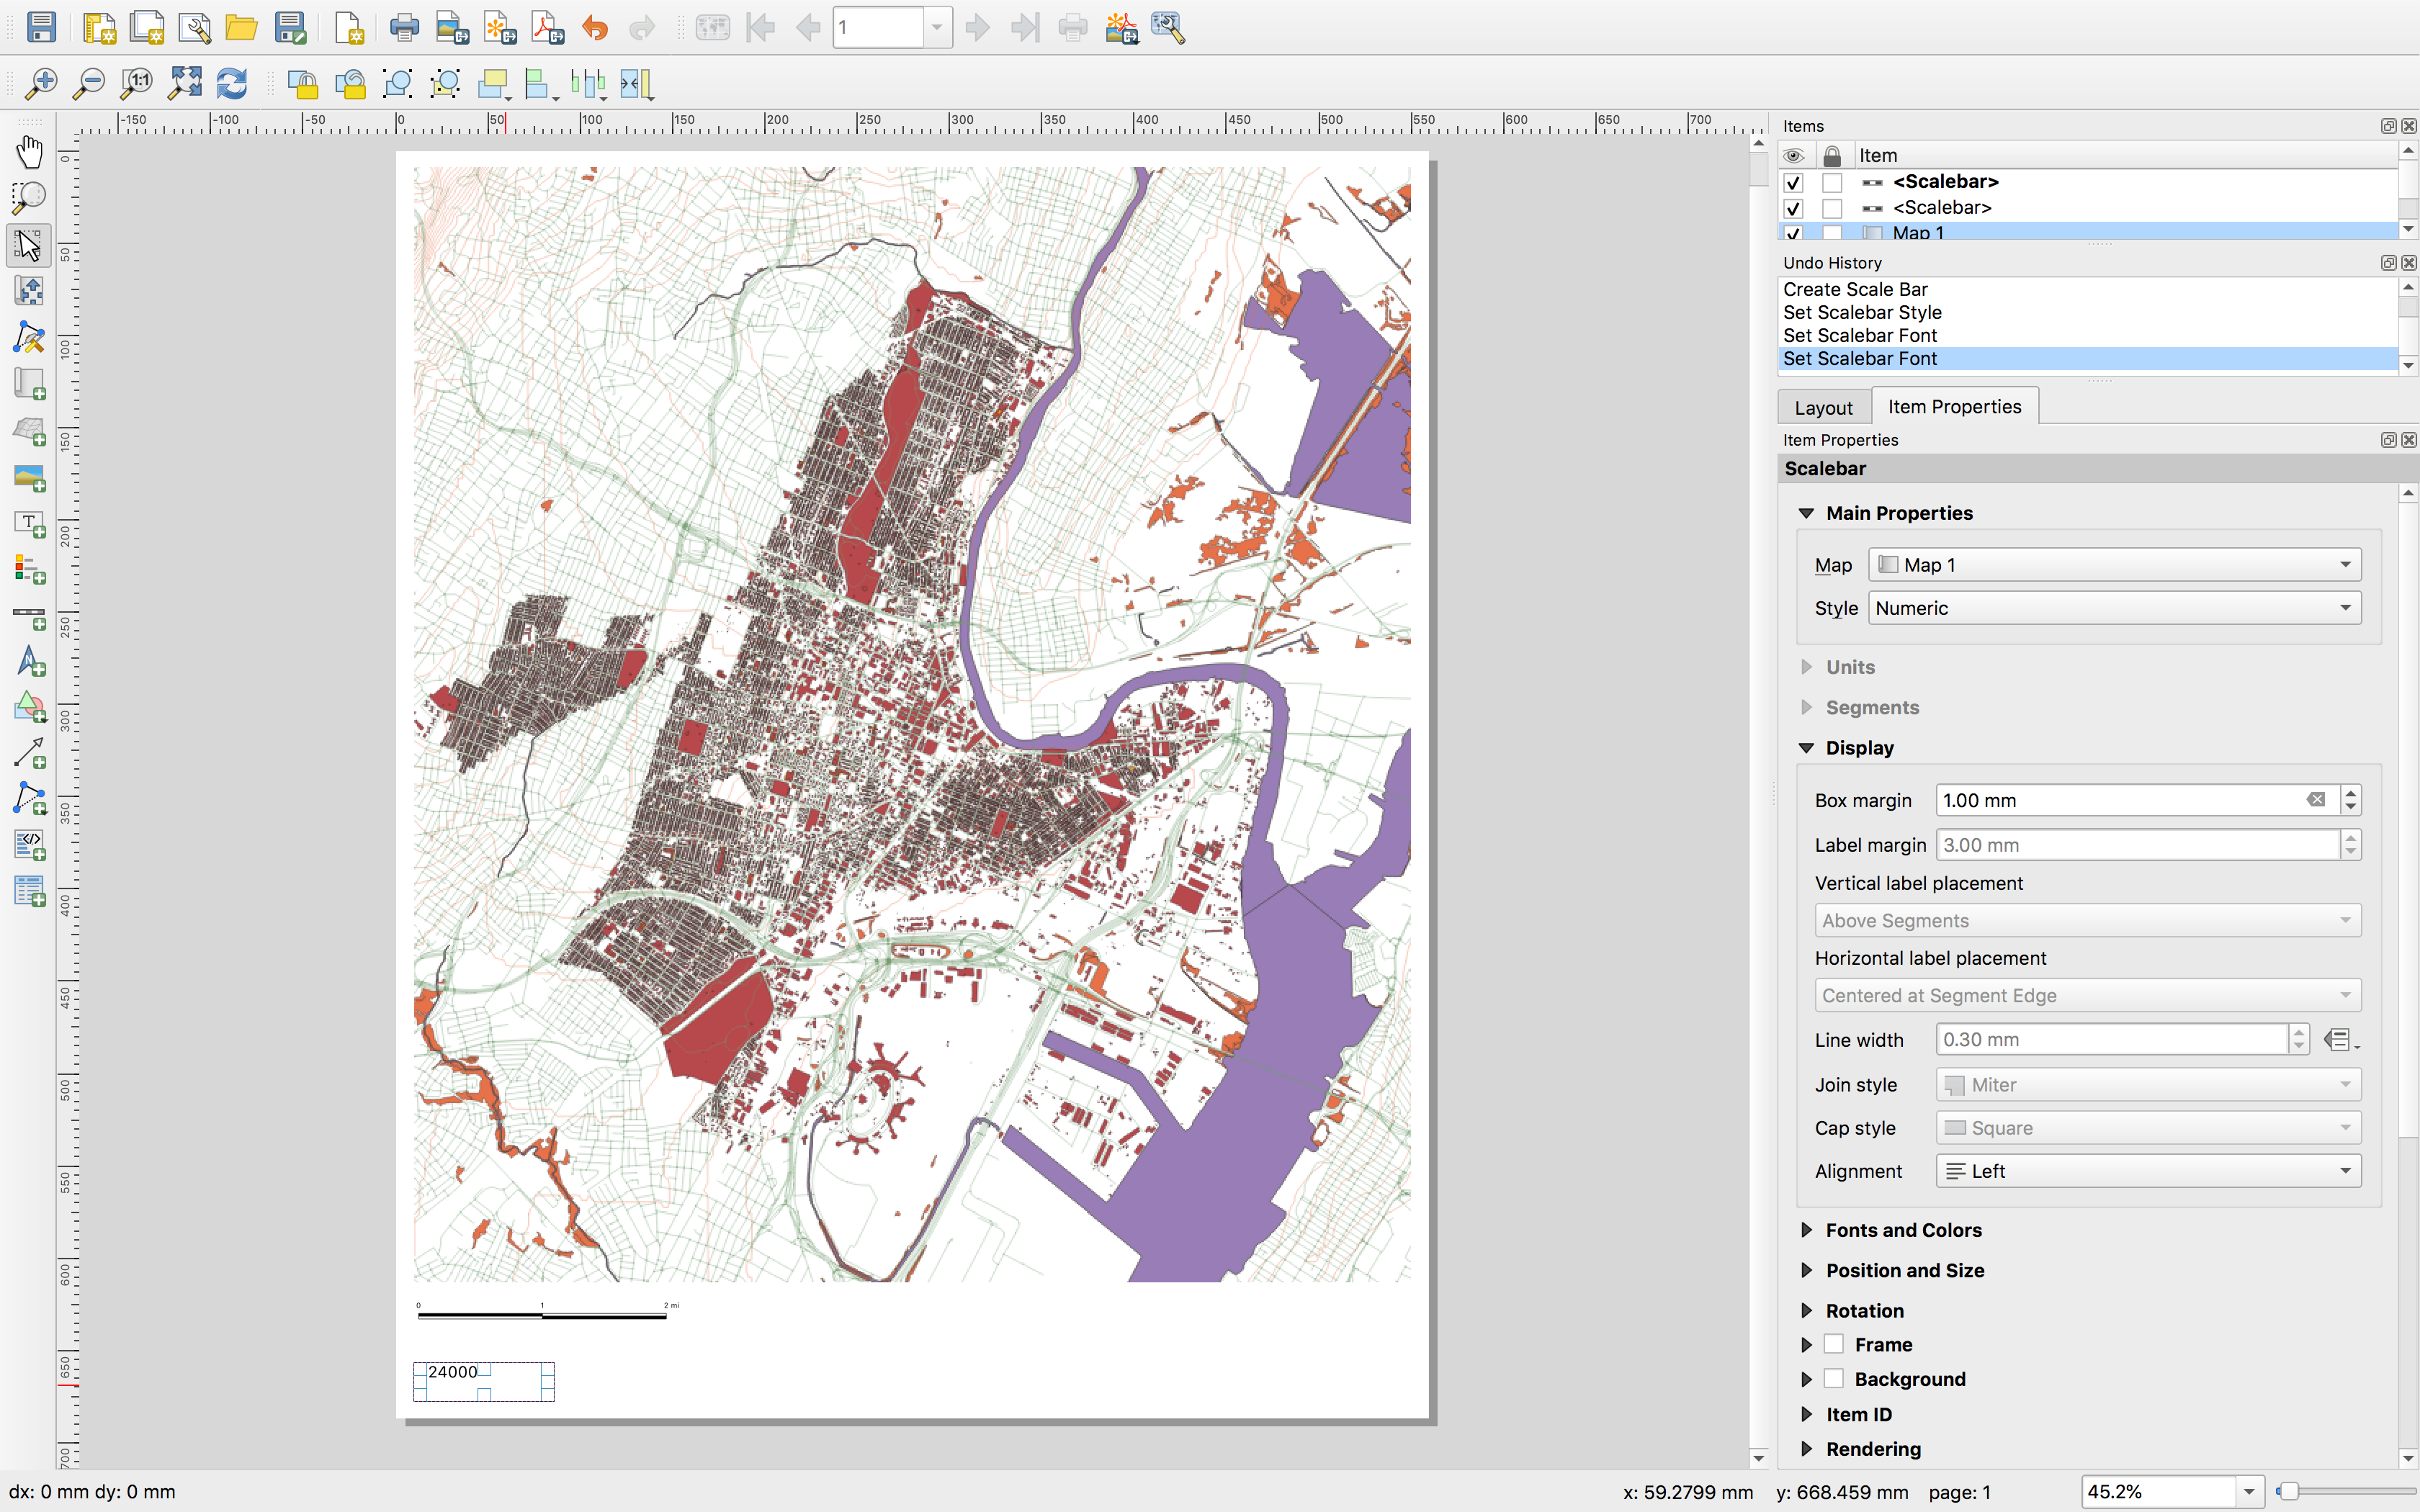 1
1:1
-150 -100 -50 0 50 100 150 200 250 300 350 400 450 500 550 600 650 700
0 50 100 150 200 250 300 350 400 450 500 550 600 650 700
0 1 2 mi
24000
Items
Item
<Scalebar>
<Scalebar>
Map 1
Undo History
Create Scale Bar
Set Scalebar Style
Set Scalebar Font
Set Scalebar Font
Layout Item Properties
Item Properties
Scalebar
Main Properties
Map Map 1
Style Numeric
Units
Segments
Display
Box margin 1.00 mm
Label margin 3.00 mm
Vertical label placement
Above Segments
Horizontal label placement
Centered at Segment Edge
Line width 0.30 mm
Join style Miter
Cap style Square
Alignment Left
Fonts and Colors
Position and Size
Rotation
Frame
Background
Item ID
Rendering
dx: 0 mm dy: 0 mm x: 59.2799 mm y: 668.459 mm page: 1 45.2%